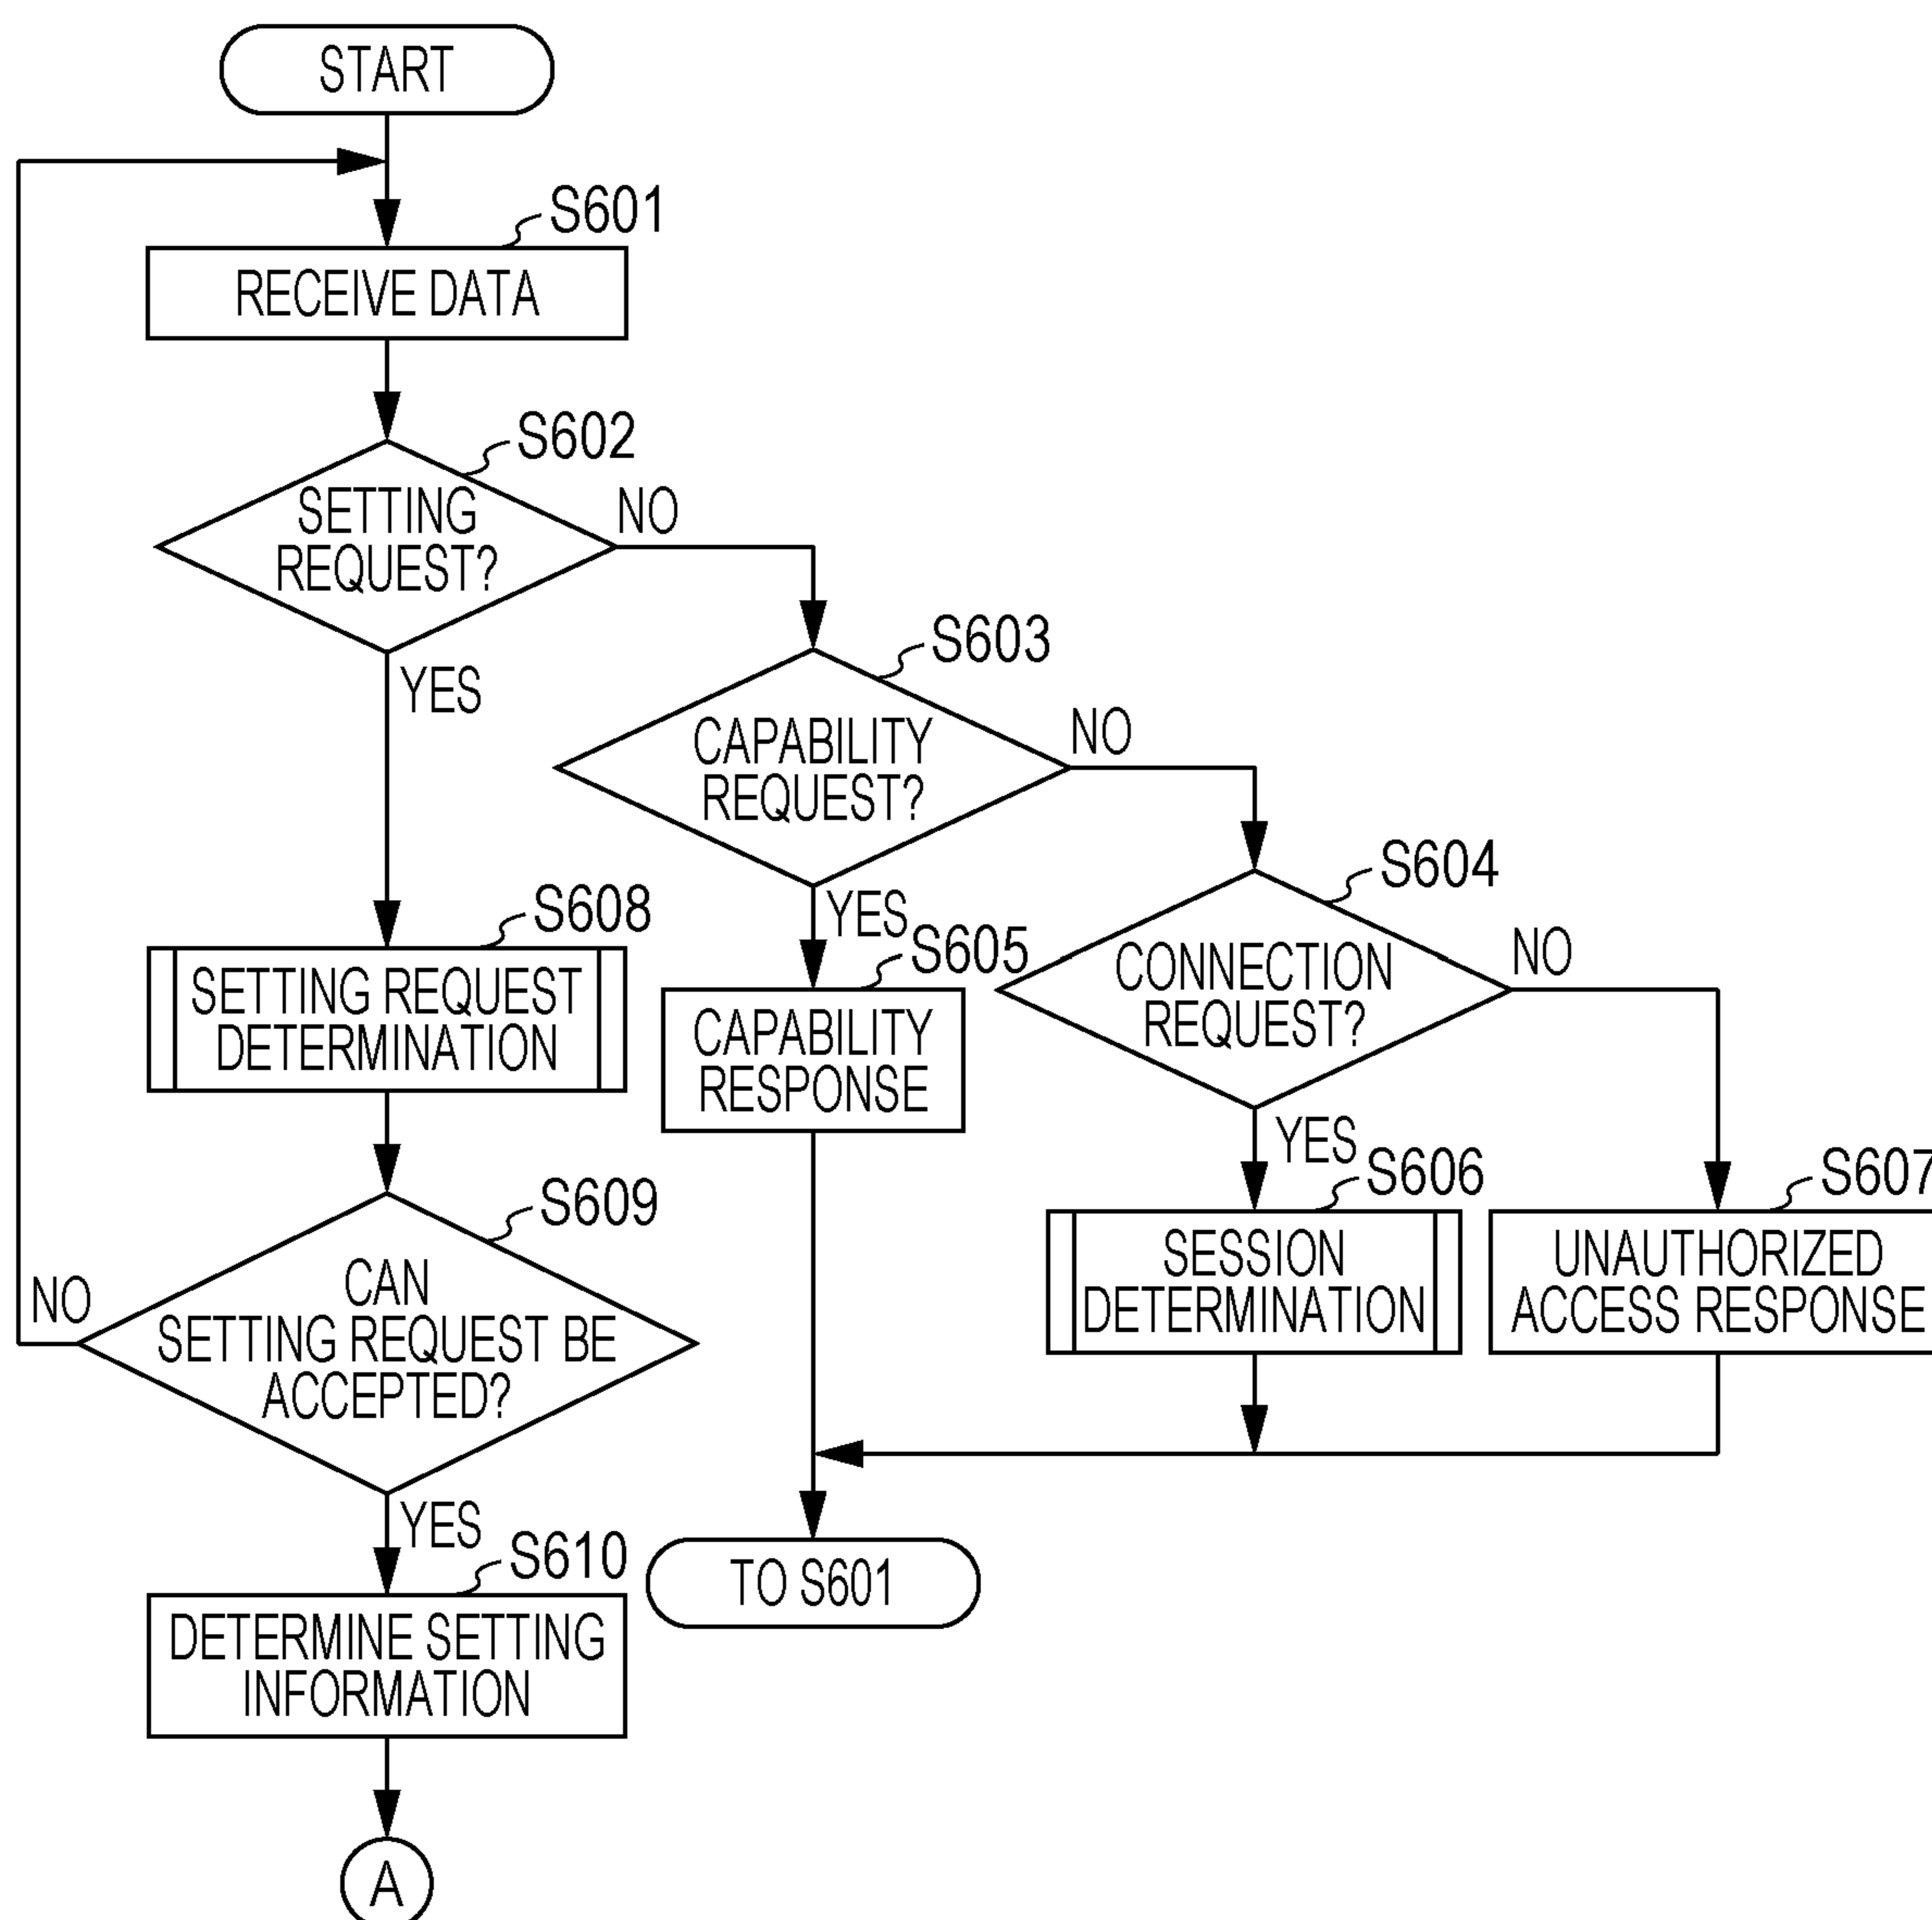 START
S601
RECEIVE DATA
S602
SETTING
REQUEST?
NO
YES
S603
CAPABILITY
REQUEST?
NO
YES
S604
CONNECTION
REQUEST?
NO
YES
S605
CAPABILITY
RESPONSE
S606
SESSION
DETERMINATION
S607
UNAUTHORIZED
ACCESS RESPONSE
S608
SETTING REQUEST
DETERMINATION
S609
CAN
SETTING REQUEST BE
ACCEPTED?
NO
YES
S610
DETERMINE SETTING
INFORMATION
TO S601
A